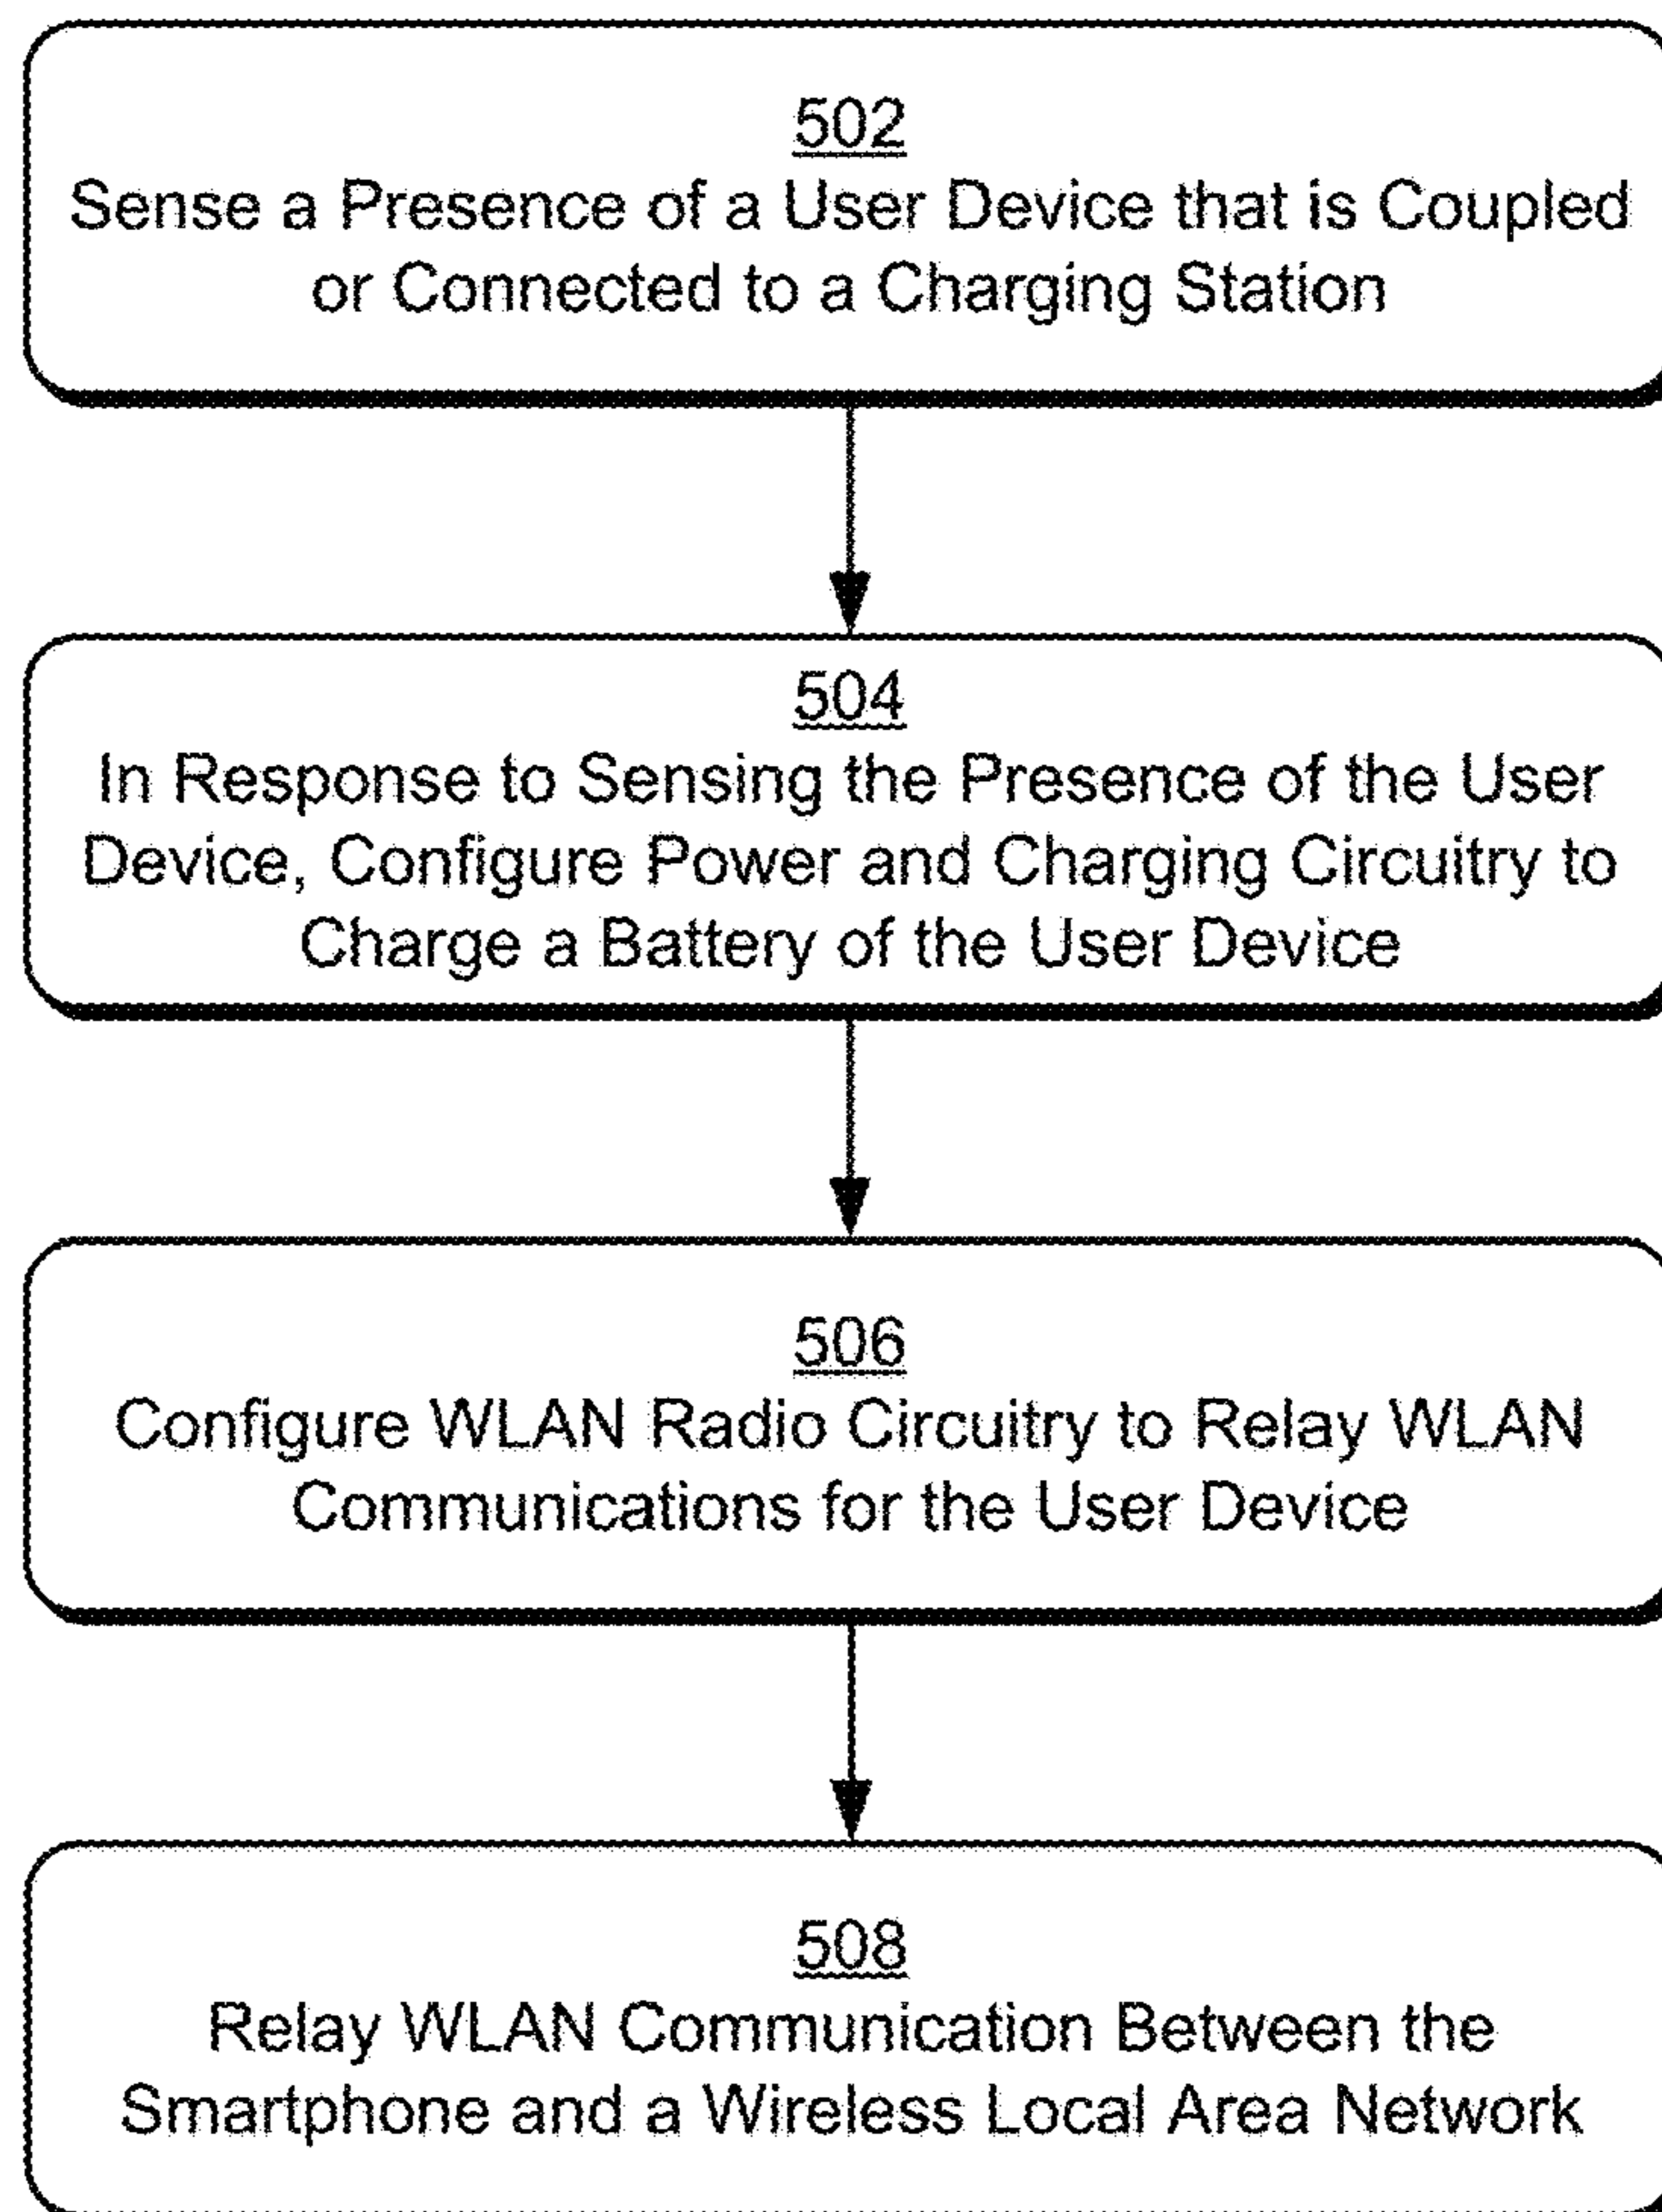 502
Sense a Presence of a User Device that is Coupled
or Connected to a Charging Station
504
In Response to Sensing the Presence of the User
Device, Configure Power and Charging Circuitry to
Charge a Battery of the User Device
506
Configure WLAN Radio Circuitry to Relay WLAN
Communications for the User Device
508
Relay WLAN Communication Between the
Smartphone and a Wireless Local Area Network